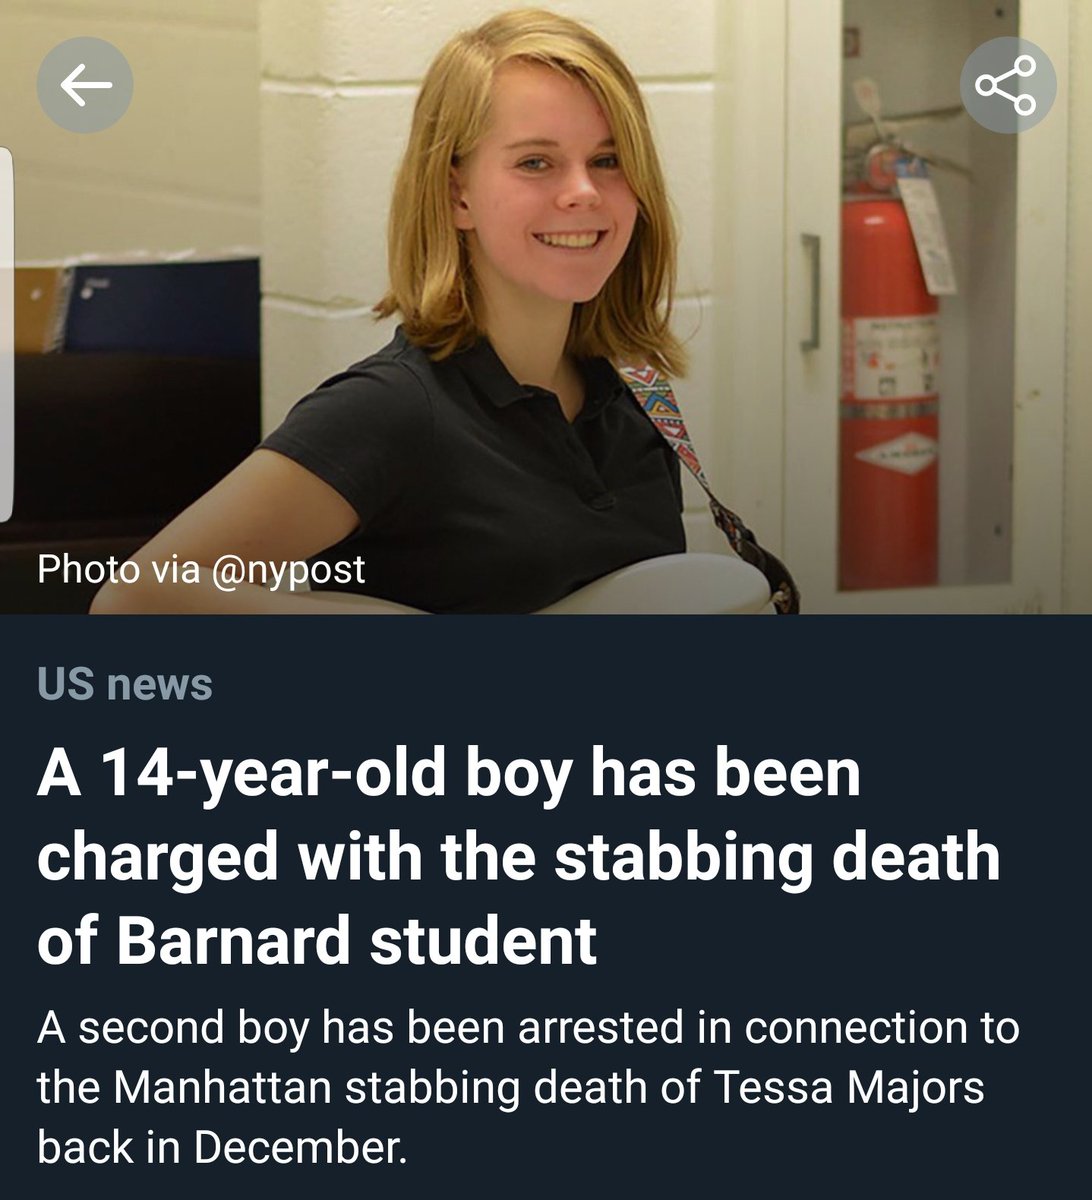 Photo via @nypost
US news
A 14-year-old boy has been
charged with the stabbing death
of Barnard student
A second boy has been arrested in connection to
the Manhattan stabbing death of Tessa Majors
back in December.